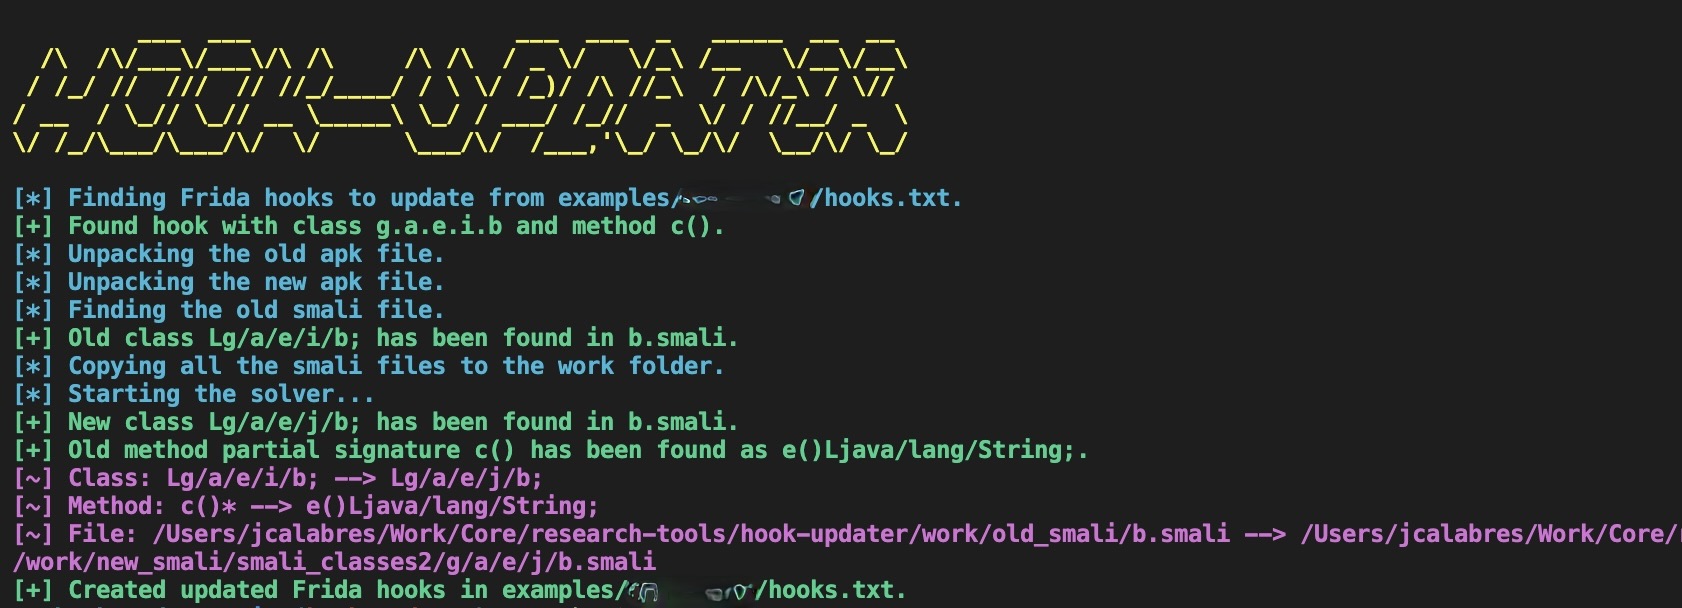 HOOK-UPDATER
[*] Finding Frida hooks to update from examples/ /hooks.txt.
[+] Found hook with class g.a.e.i.b and method c().
[*] Unpacking the old apk file.
[*] Unpacking the new apk file.
[*] Finding the old smali file.
[+] Old class Lg/a/e/i/b; has been found in b.smali.
[*] Copying all the smali files to the work folder.
[*] Starting the solver...
[+] New class Lg/a/e/j/b; has been found in b.smali.
[+] Old method partial signature c() has been found as e()Ljava/lang/String;.
[~] Class: Lg/a/e/i/b; --> Lg/a/e/j/b;
[~] Method: c()* --> e()Ljava/lang/String;
[~] File: /Users/jcalabres/Work/Core/research-tools/hook-updater/work/old_smali/b.smali --> /Users/jcalabres/Work/Core/
/work/new_smali/smali_classes2/g/a/e/j/b.smali
[+] Created updated Frida hooks in examples/ /hooks.txt.